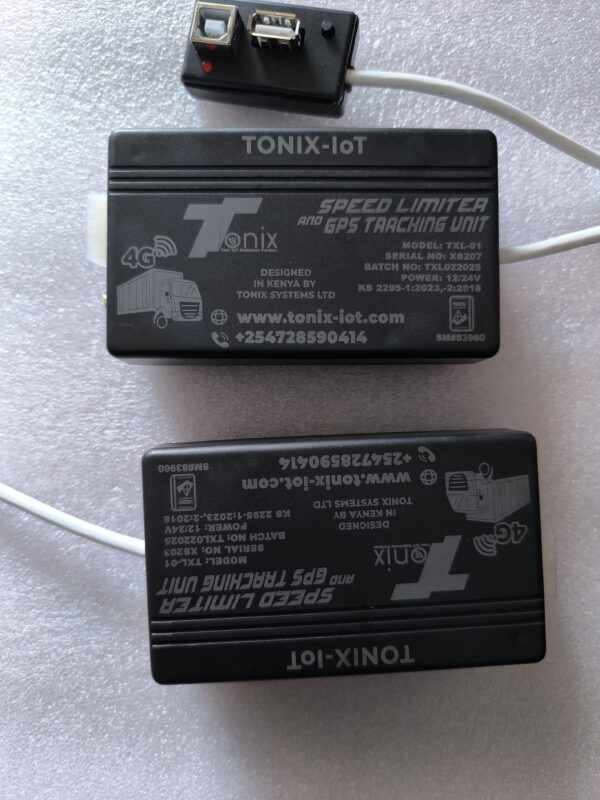 TONIX-IoT
Tonix
SPEED LIMITER
AND GPS TRACKING UNIT
4G
MODEL: TXL-01
SERIAL NO: XS207
BATCH NO: TXL022025
POWER: 12/24V
KS 2295-1:2023,-2:2018
DESIGNED
IN KENYA BY
TONIX SYSTEMS LTD
www.tonix-iot.com
+254728590414
SM#83960
TONIX-IoT
Tonix
SPEED LIMITER
AND GPS TRACKING UNIT
4G
MODEL: TXL-01
SERIAL NO: XS203
BATCH NO: TXL022025
POWER: 12/24V
KS 2295-1:2023,-2:2018
DESIGNED
IN KENYA BY
TONIX SYSTEMS LTD
www.tonix-iot.com
+254728590414
SM#83960